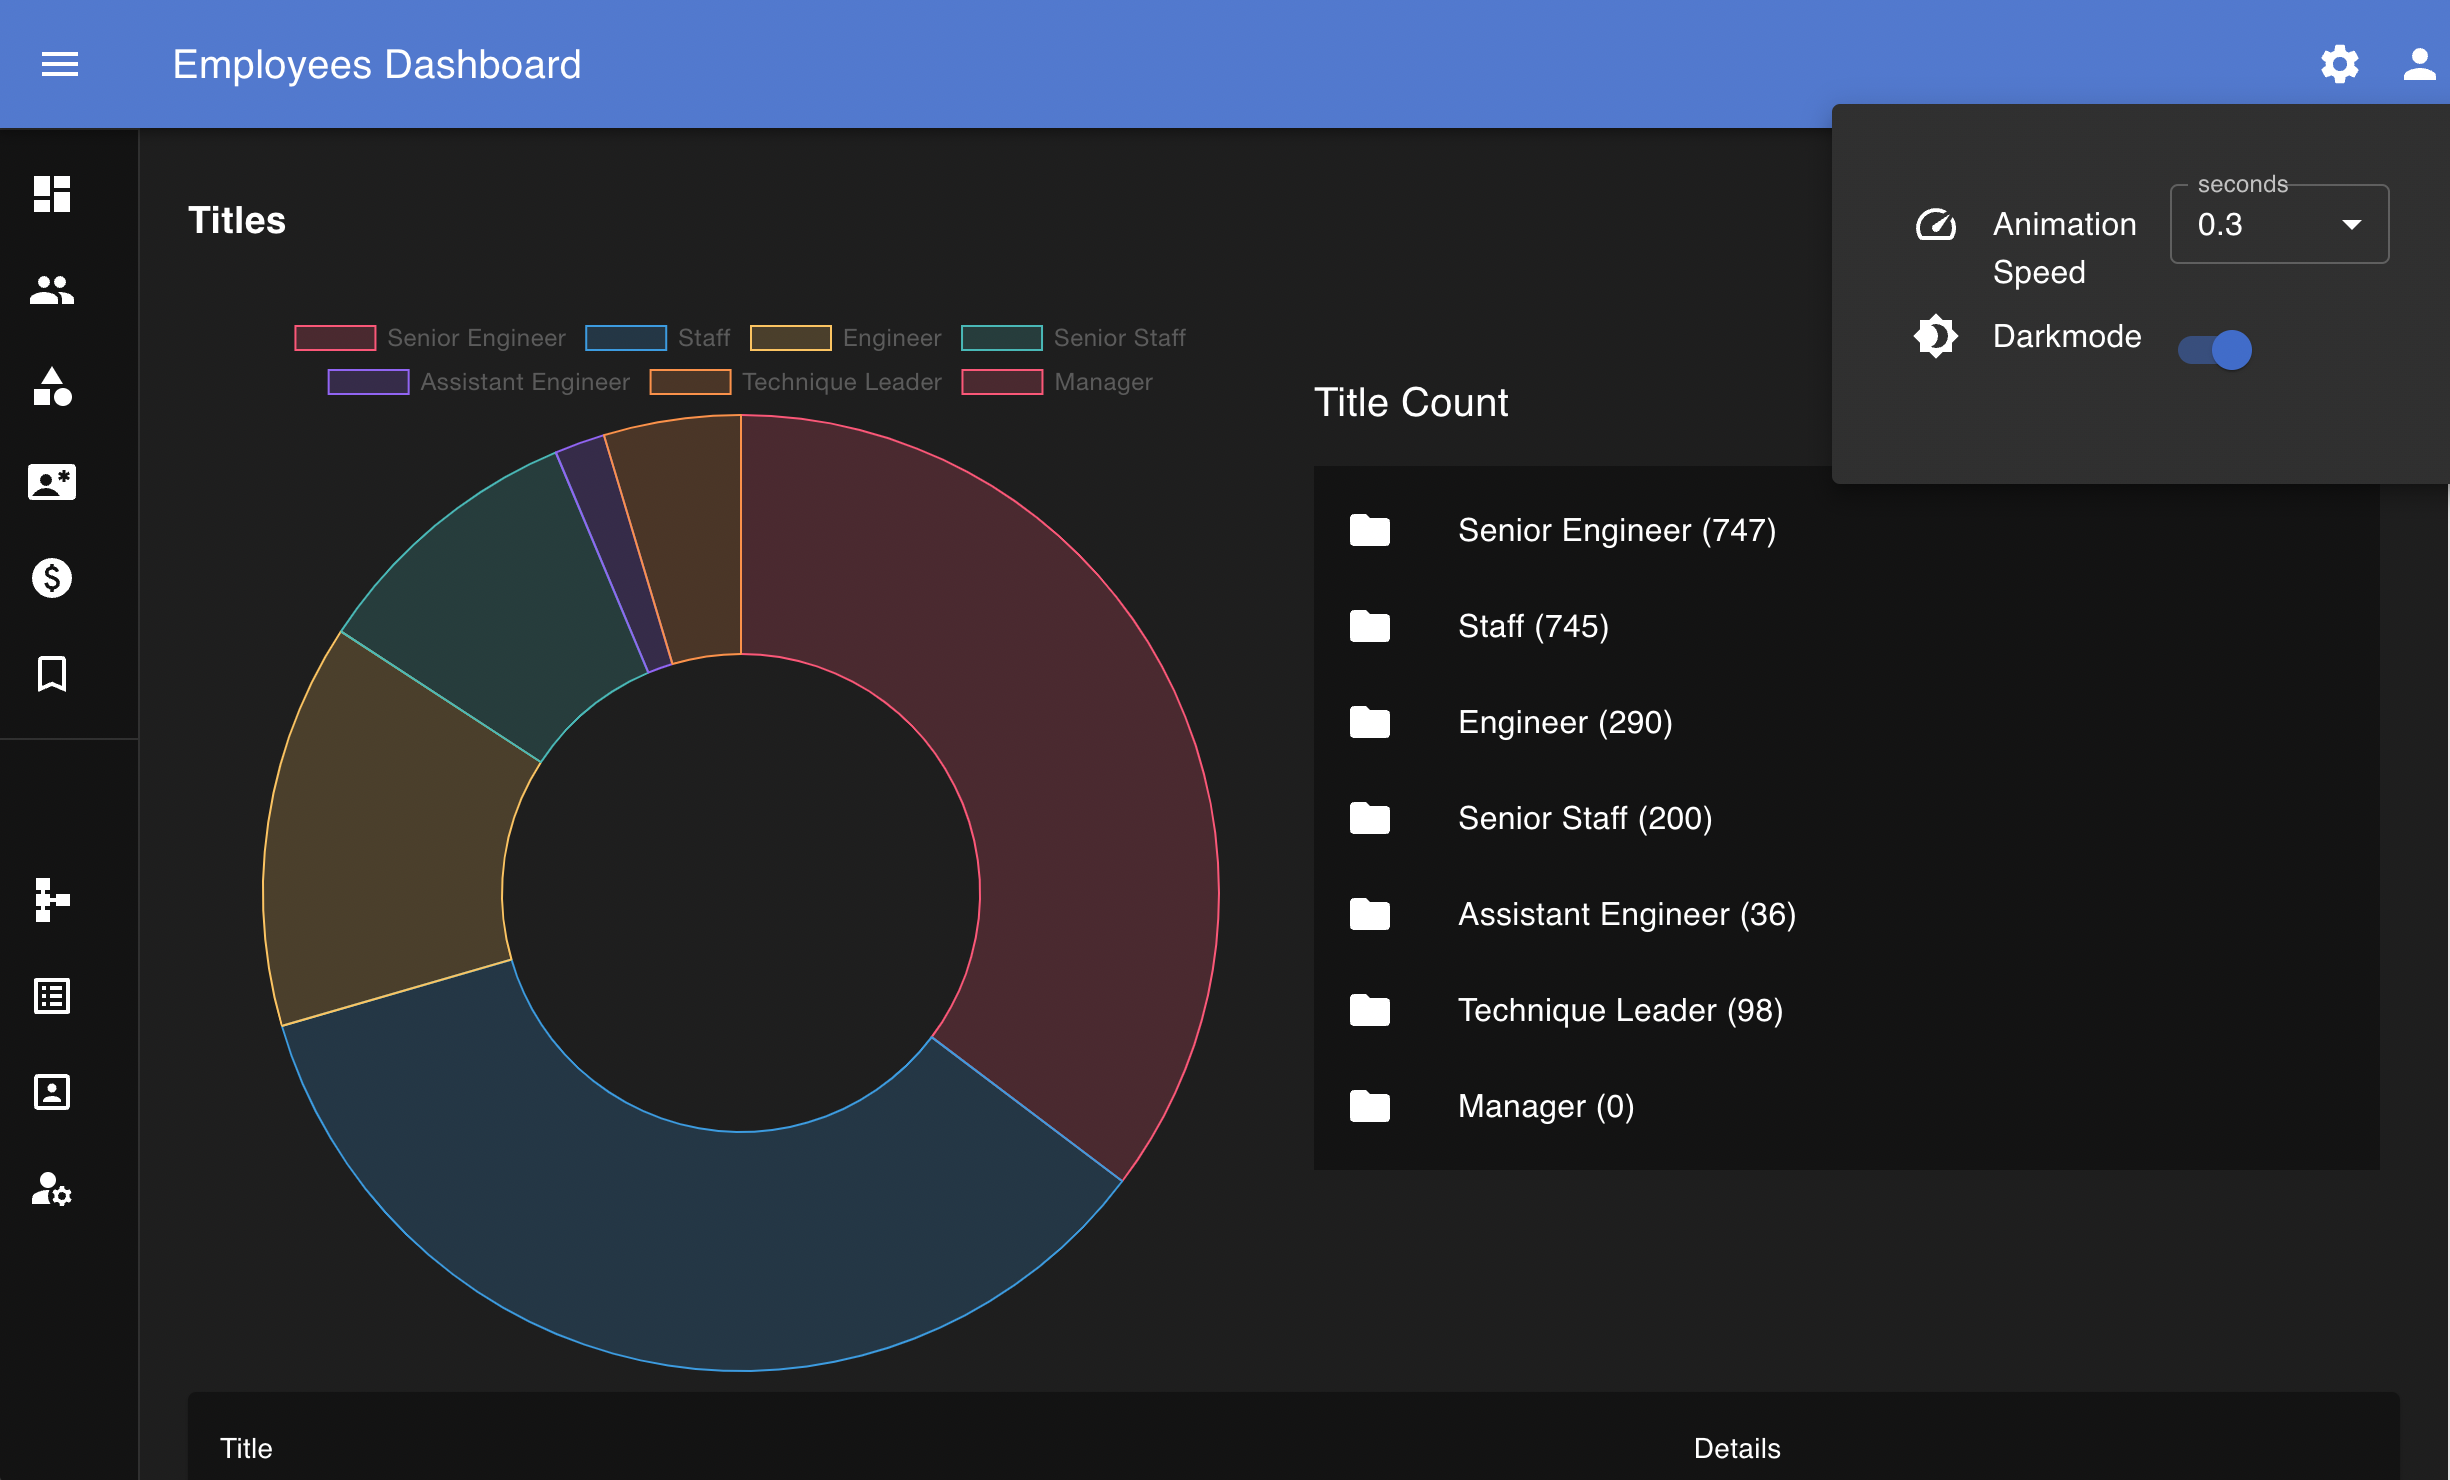 Employees Dashboard
seconds
Animation
0.3
Speed
Darkmode
Titles
Senior Engineer Staff Engineer Senior Staff
Assistant Engineer Technique Leader Manager
Title Count
Senior Engineer (747)
Staff (745)
Engineer (290)
Senior Staff (200)
Assistant Engineer (36)
Technique Leader (98)
Manager (0)
Title Details